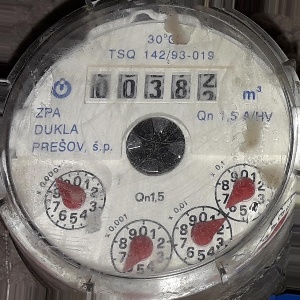 30°C
TSQ 142/93-019
00382 m³
ZPA
DUKLA
PREŠOV, š.p.
Qn 1,5 A/HV
Qn1,5
x 0,0001
x 0,001
x 0,01
x 0,1